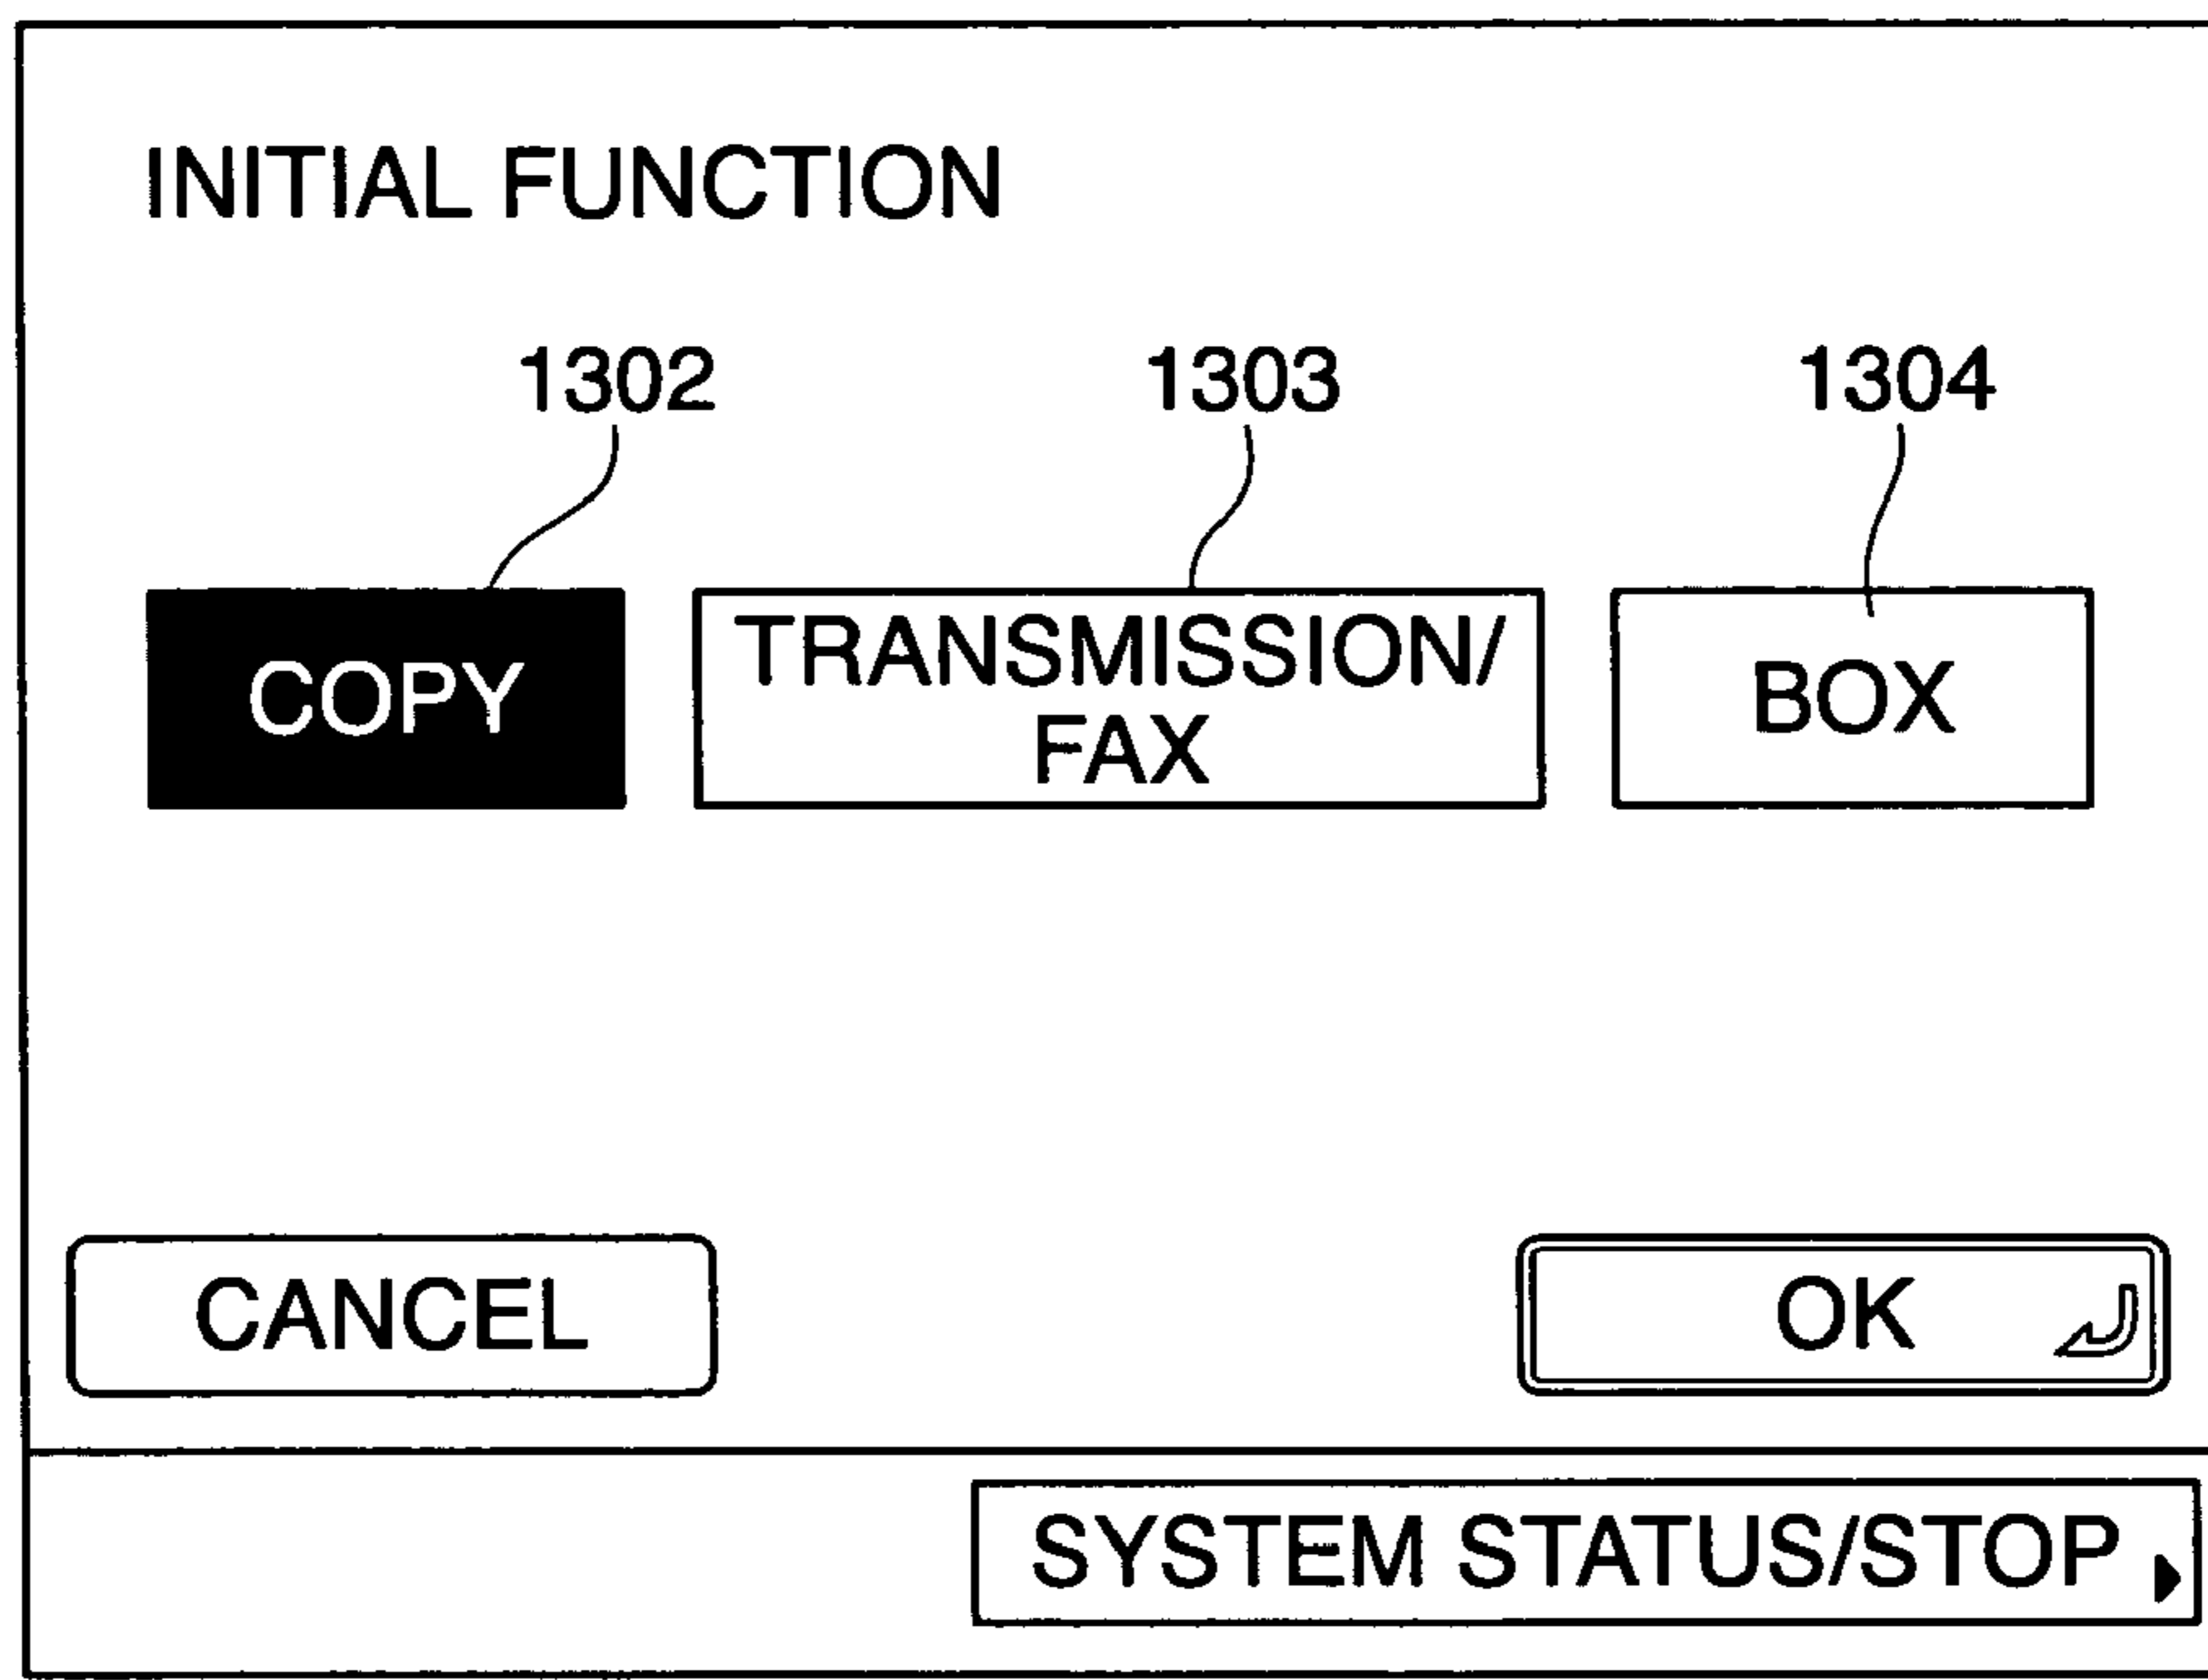 INITIAL FUNCTION
1302
1303
1304
COPY
TRANSMISSION/
FAX
BOX
CANCEL
OK
SYSTEM STATUS/STOP